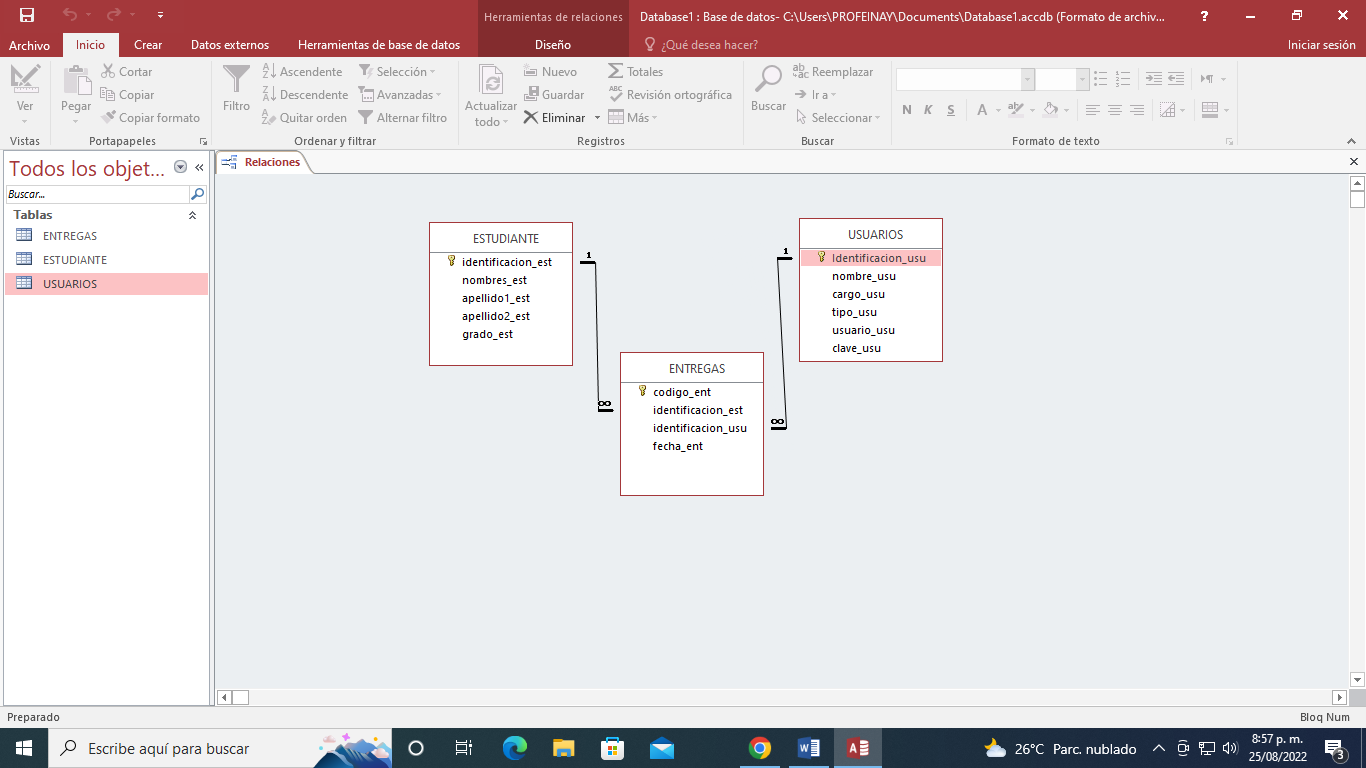 Herramientas de relaciones
Database1 : Base de datos- C:\Users\PROFEINAY\Documents\Database1.accdb (Formato de archiv...
?
Archivo
Inicio
Crear
Datos externos
Herramientas de base de datos
Diseño
¿Qué desea hacer?
Iniciar sesión
Ver
Vistas
Pegar
Cortar
Copiar
Copiar formato
Portapapeles
Filtro
Ascendente
Descendente
Quitar orden
Selección
Avanzadas
Alternar filtro
Ordenar y filtrar
Actualizar
todo
Nuevo
Guardar
Eliminar
Totales
Revisión ortográfica
Más
Registros
Buscar
Reemplazar
Ir a
Seleccionar
Buscar
N K S A
Formato de texto
Todos los objet...
Buscar...
Tablas
ENTREGAS
ESTUDIANTE
USUARIOS
Relaciones
ESTUDIANTE
identificacion_est
nombres_est
apellido1_est
apellido2_est
grado_est
1
∞
ENTREGAS
codigo_ent
identificacion_est
identificacion_usu
fecha_ent
1
∞
USUARIOS
Identificacion_usu
nombre_usu
cargo_usu
tipo_usu
usuario_usu
clave_usu
Preparado
Bloq Num
Escribe aquí para buscar
26°C Parc. nublado
8:57 p. m.
25/08/2022
3